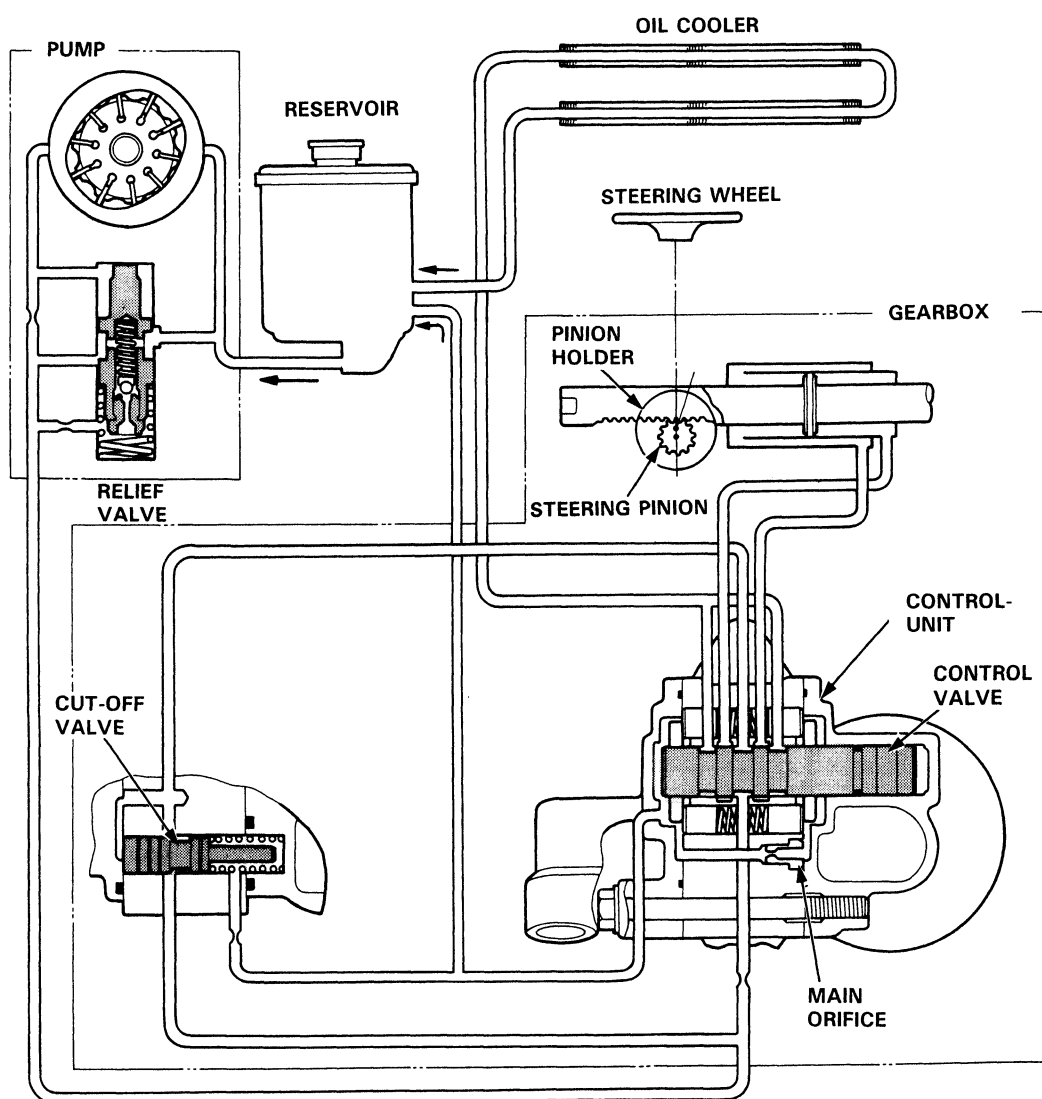 OIL COOLER
PUMP
RESERVOIR
STEERING WHEEL
GEARBOX
PINION
HOLDER
RELIEF
VALVE
STEERING PINION
CONTROL-
UNIT
CONTROL
VALVE
CUT-OFF
VALVE
MAIN
ORIFICE